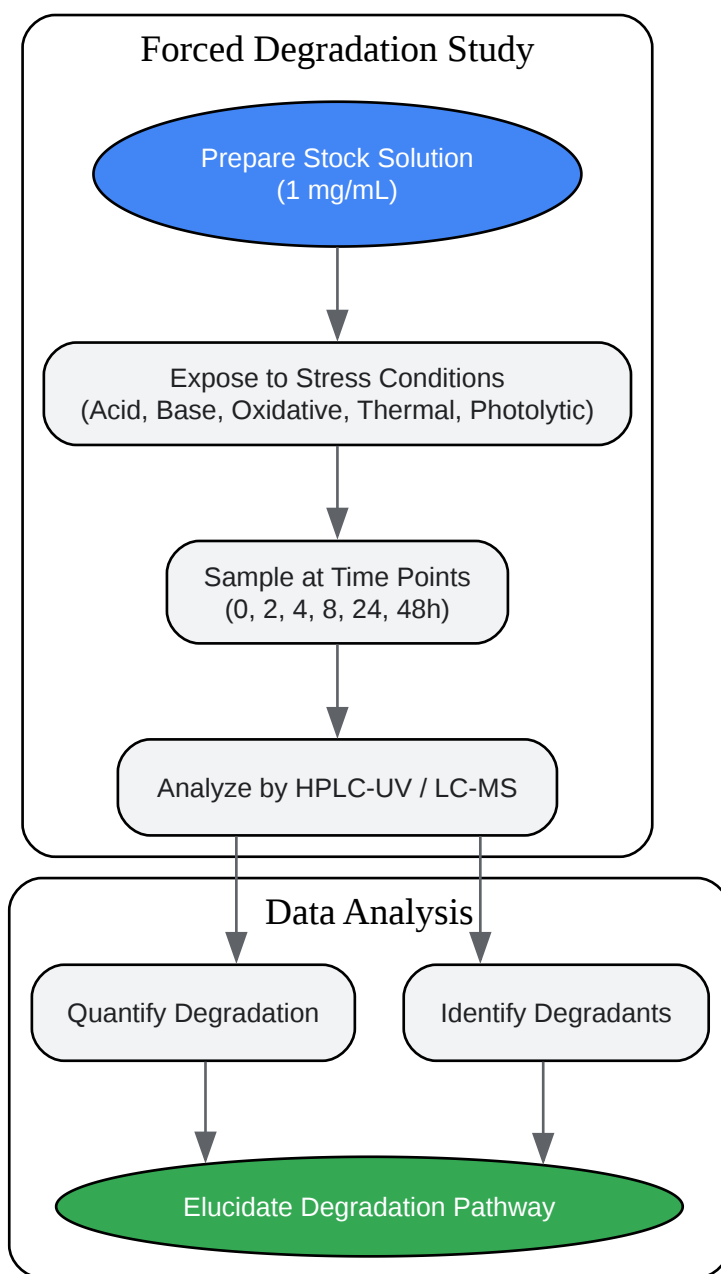 Forced Degradation Study
Prepare Stock Solution
(1 mg/mL)
Expose to Stress Conditions
(Acid, Base, Oxidative, Thermal, Photolytic)
Sample at Time Points
(0, 2, 4, 8, 24, 48h)
Analyze by HPLC-UV / LC-MS
Data Analysis
Quantify Degradation
Identify Degradants
Elucidate Degradation Pathway